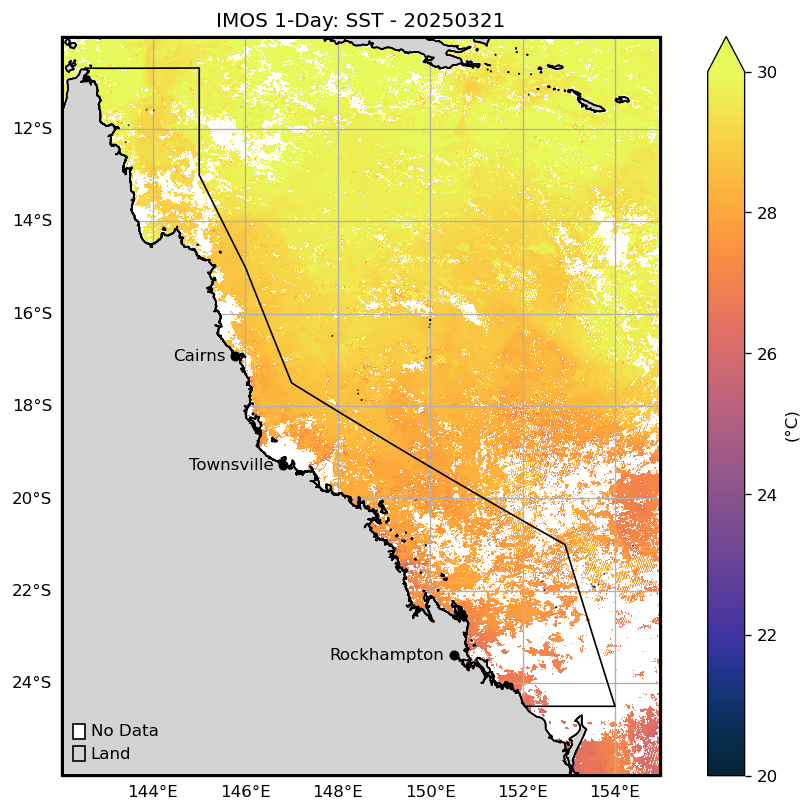 IMOS 1-Day: SST - 20250321
30
12°S
28
14°S
16°S
26
Cairns
(°C)
18°S
Townsville
24
20°S
22°S
22
Rockhampton
24°S
No Data
Land
20
144°E 146°E 148°E 150°E 152°E 154°E